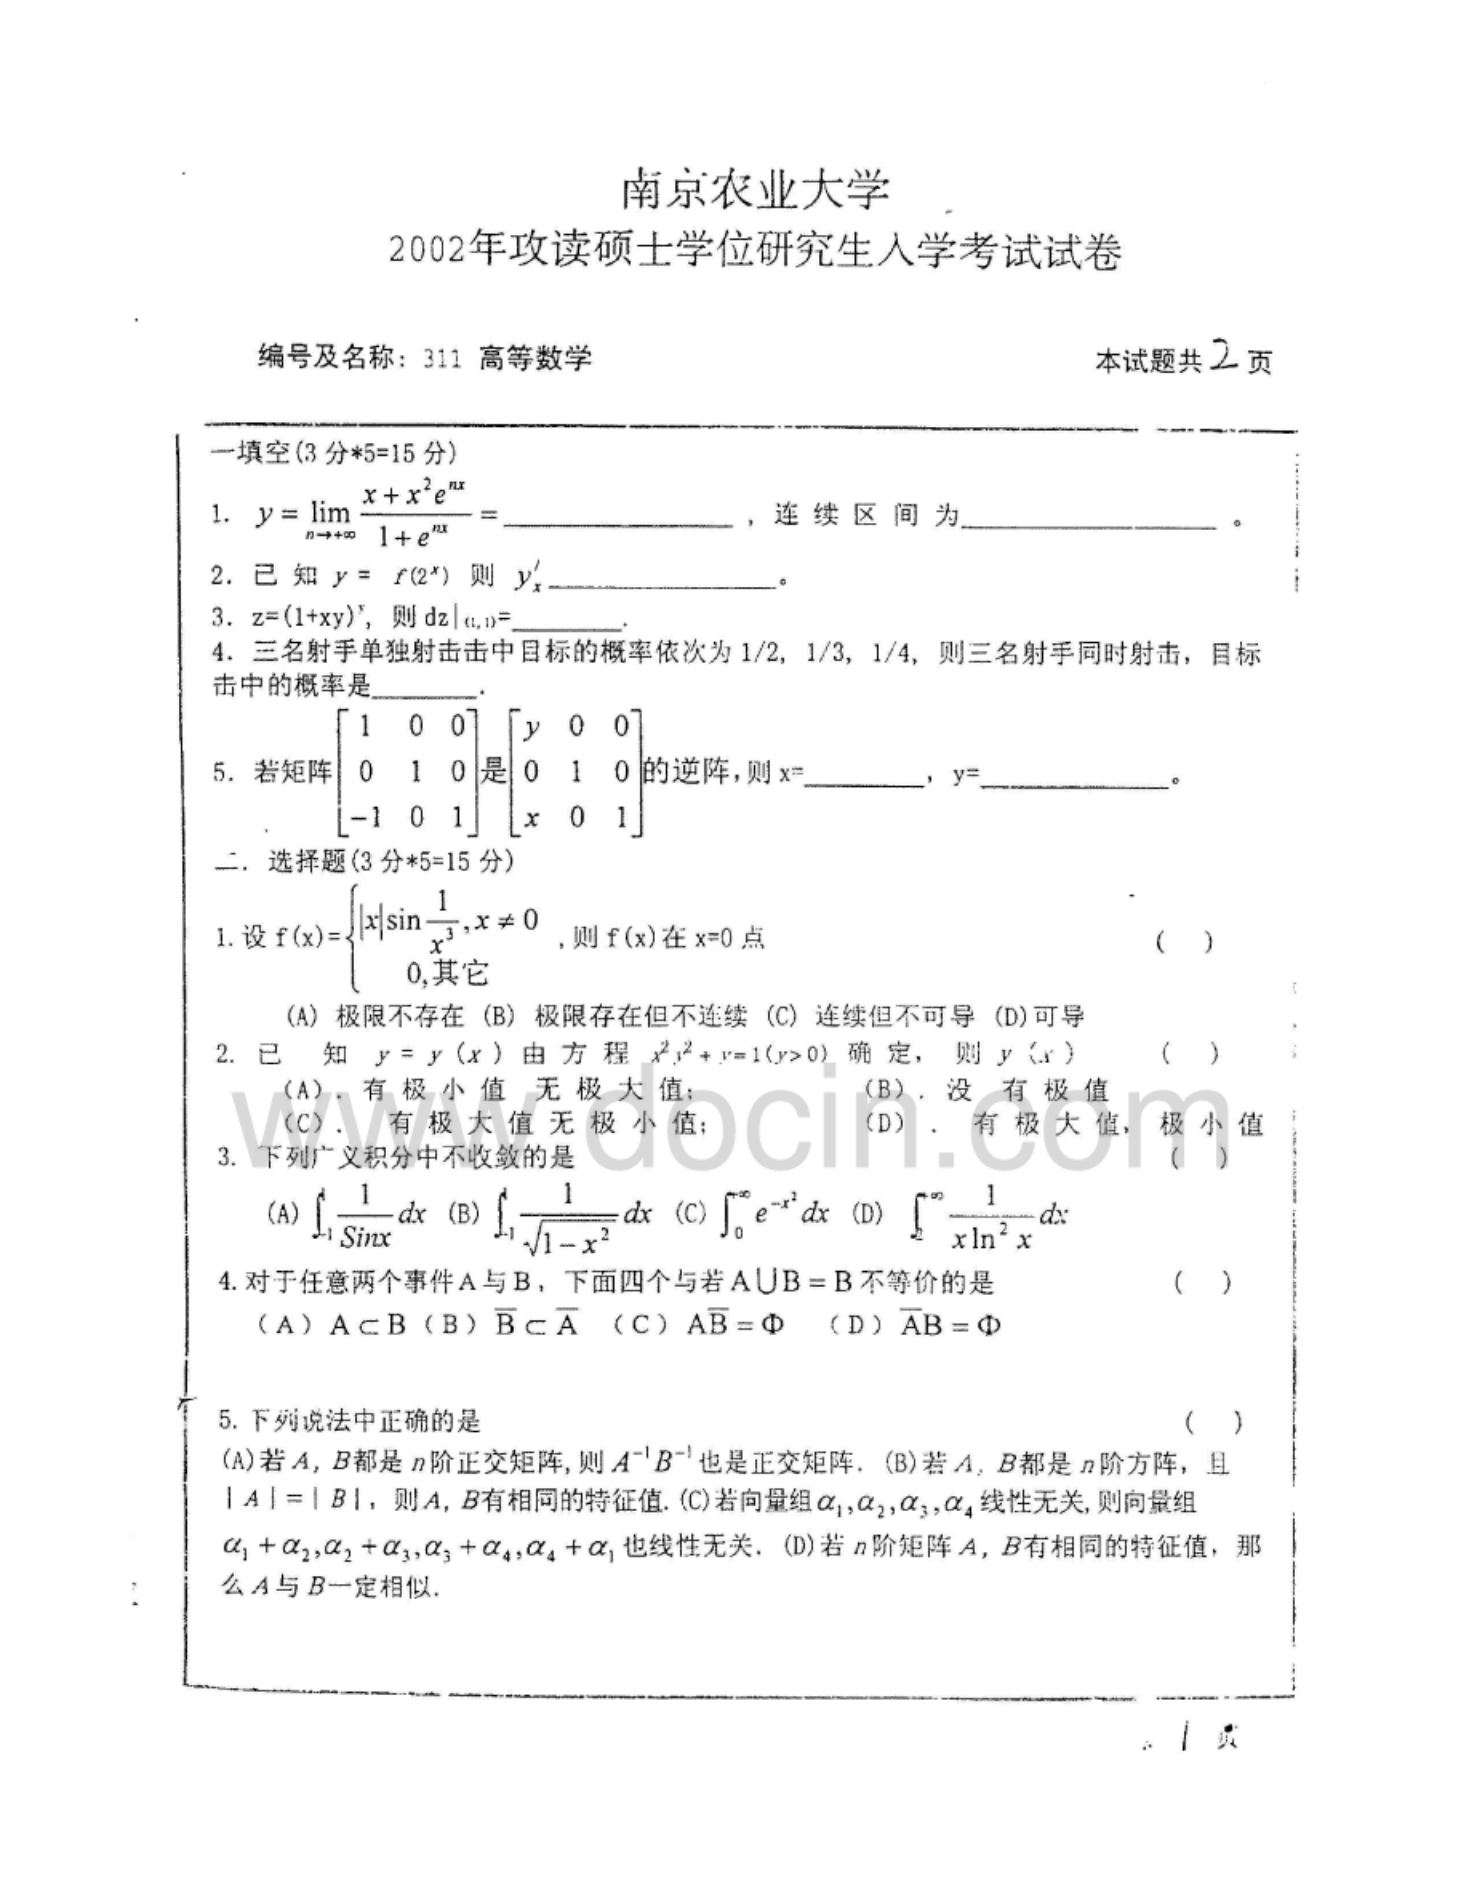 南京农业大学
2002年攻读硕士学位研究生入学考试试卷
编号及名称: 311 高等数学 本试题共 2 页
一填空(3 分*5=15 分)
1. y = lim_{n→+∞} (x + x²e^{nx})/(1 + e^{nx}) = ________ ，连续区间为________。
2. 已知 y = f(2^x) 则 y'_x ________。
3. z=(1+xy)^y, 则 dz|(1,1)=________.
4. 三名射手单独射击击中目标的概率依次为 1/2, 1/3, 1/4, 则三名射手同时射击，目标
击中的概率是________.
5. 若矩阵 [1 0 0; 0 1 0; -1 0 1] 是 [y 0 0; 0 1 0; x 0 1] 的逆阵, 则 x=________, y=________。
二. 选择题(3 分*5=15 分)
1. 设 f(x)={ |x| sin 1/x³, x ≠ 0
0, 其它 , 则 f(x)在 x=0 点 ( )
(A) 极限不存在 (B) 极限存在但不连续 (C) 连续但不可导 (D)可导
2. 已知 y = y (x) 由方程 x²y² + y = 1 (y > 0) 确定， 则 y (x) ( )
(A). 有极小值 无极大值; (B). 没有极值
(C). 有极大值无极小值; (D). 有极大值，极小值
3. 下列广义积分中不收敛的是 ( )
(A) ∫_{-1}^{1} 1/Sinx dx (B) ∫_{-1}^{1} 1/√(1-x²) dx (C) ∫_0^{+∞} e^{-x²} dx (D) ∫_2^{+∞} 1/(x ln² x) dx
4. 对于任意两个事件 A 与 B，下面四个与若 A∪B = B 不等价的是 ( )
(A) A⊂B (B) B̅⊂A̅ (C) AB̅ = Φ (D) A̅B = Φ
5. 下列说法中正确的是 ( )
(A)若 A, B都是 n阶正交矩阵, 则 A⁻¹B⁻¹ 也是正交矩阵. (B)若 A, B都是 n阶方阵，且
|A|=|B|，则 A, B有相同的特征值. (C)若向量组 α₁,α₂,α₃,α₄ 线性无关, 则向量组
α₁+α₂,α₂+α₃,α₃+α₄,α₄+α₁ 也线性无关. (D)若 n阶矩阵 A, B有相同的特征值，那
么 A与 B一定相似.
1 页
www.docin.com